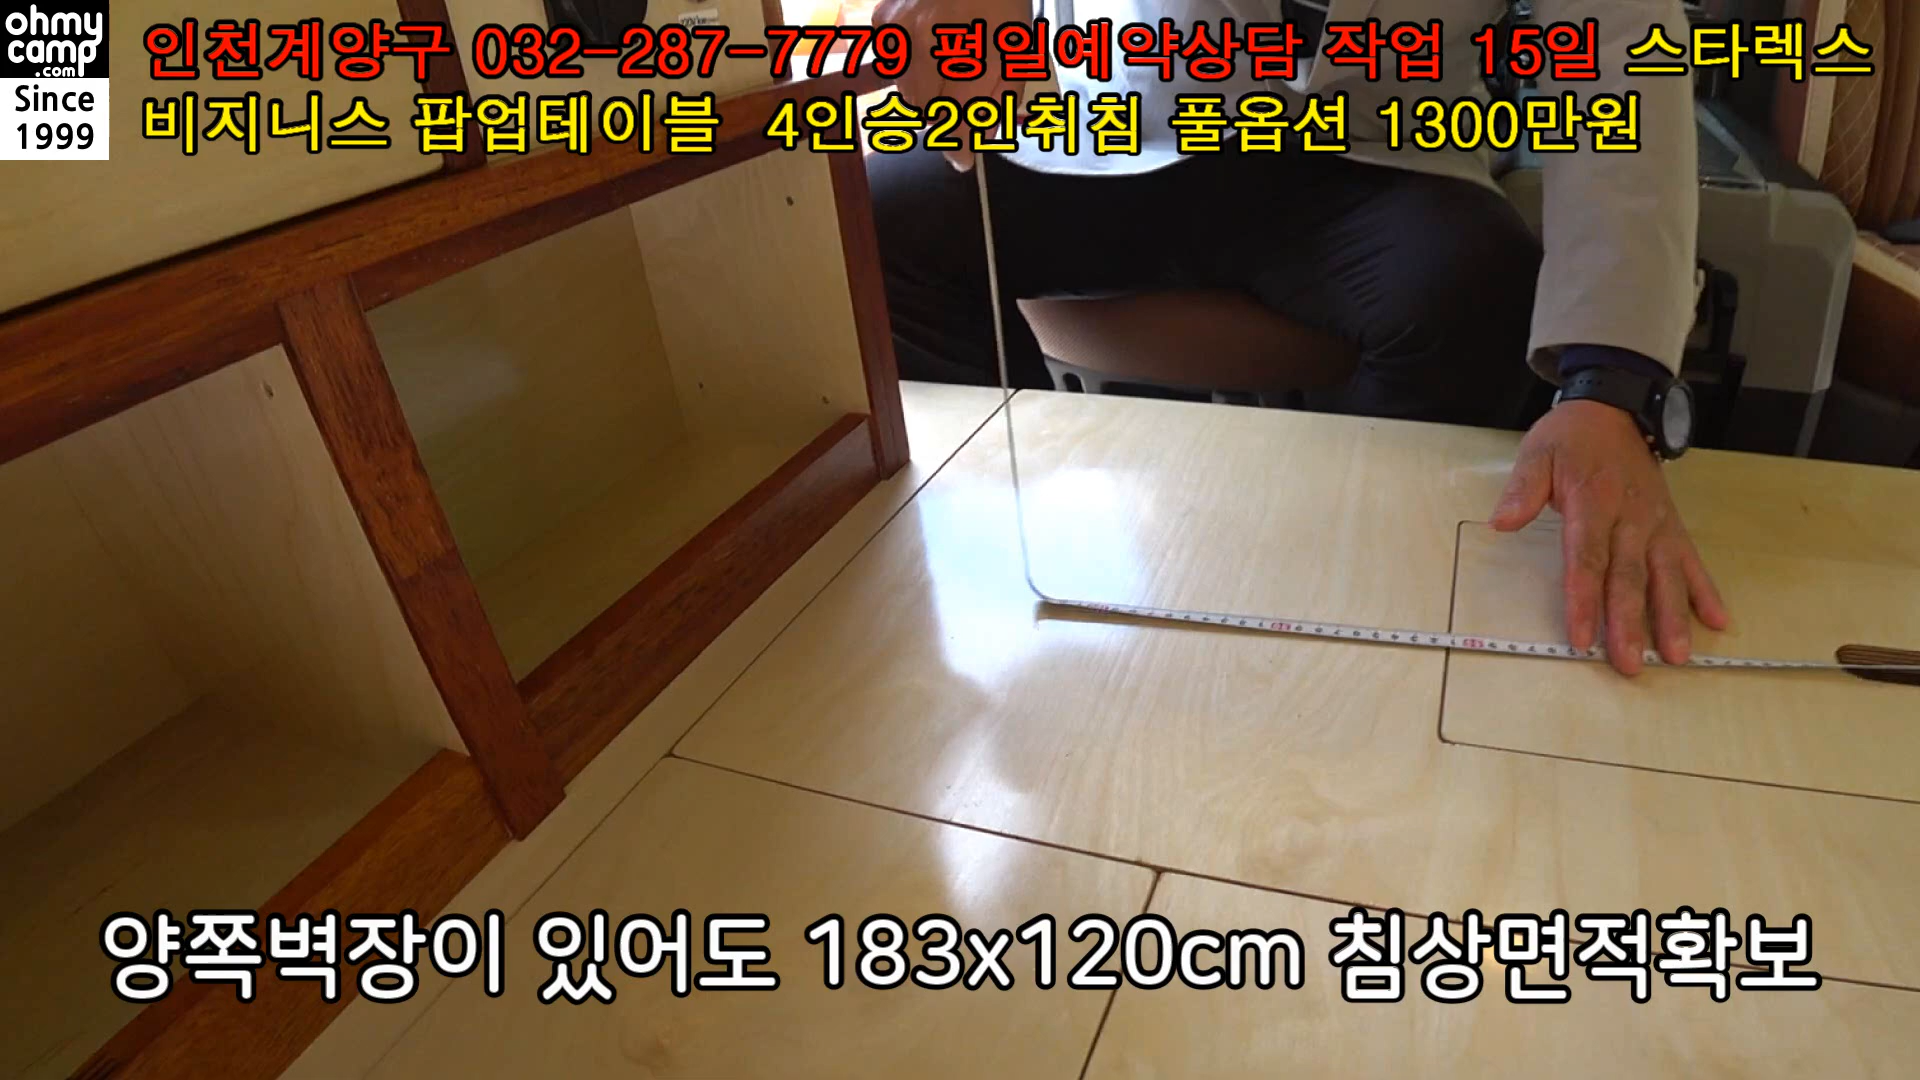 ohmy
camp
.com
Since
1999
인천계양구 032-287-7779 평일예약상담 작업 15일 스타렉스
비지니스 팝업테이블 4인승2인취침 풀옵션 1300만원
양쪽벽장이 있어도 183x120cm 침상면적확보